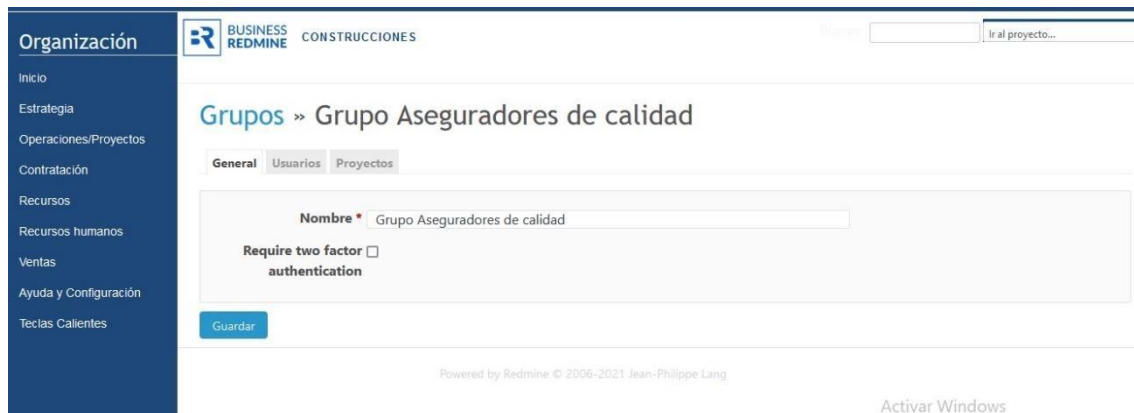 Organización
Inicio
Estrategia
Operaciones/Proyectos
Contratación
Recursos
Recursos humanos
Ventas
Ayuda y Configuración
Teclas Calientes
BR BUSINESS REDMINE CONSTRUCCIONES
Ir al proyecto...
Grupos » Grupo Aseguradores de calidad
General Usuarios Proyectos
Nombre * Grupo Aseguradores de calidad
Require two factor
authentication
Guardar
Powered by Redmine © 2006-2021 Jean-Philippe Lang
Activar Windows